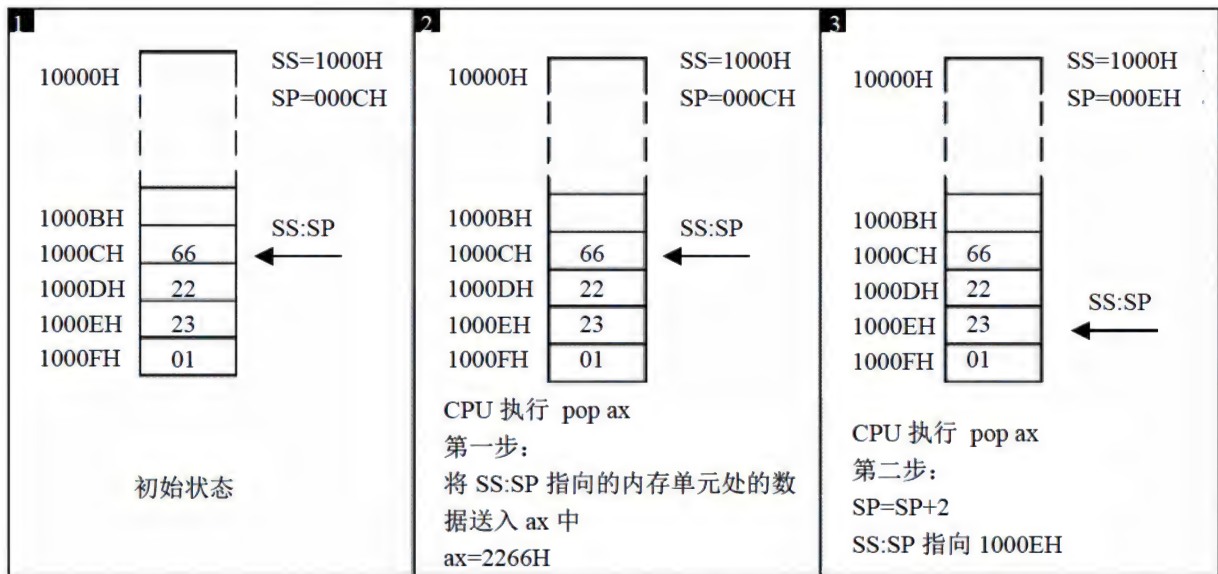 1
10000H
SS=1000H
SP=000CH
1000BH
1000CH 66
SS:SP
1000DH 22
1000EH 23
1000FH 01
初始状态
2
10000H
SS=1000H
SP=000CH
1000BH
1000CH 66
SS:SP
1000DH 22
1000EH 23
1000FH 01
CPU 执行 pop ax
第一步：
将 SS:SP 指向的内存单元处的数
据送入 ax 中
ax=2266H
3
10000H
SS=1000H
SP=000EH
1000BH
1000CH 66
1000DH 22
SS:SP
1000EH 23
1000FH 01
CPU 执行 pop ax
第二步：
SP=SP+2
SS:SP 指向 1000EH